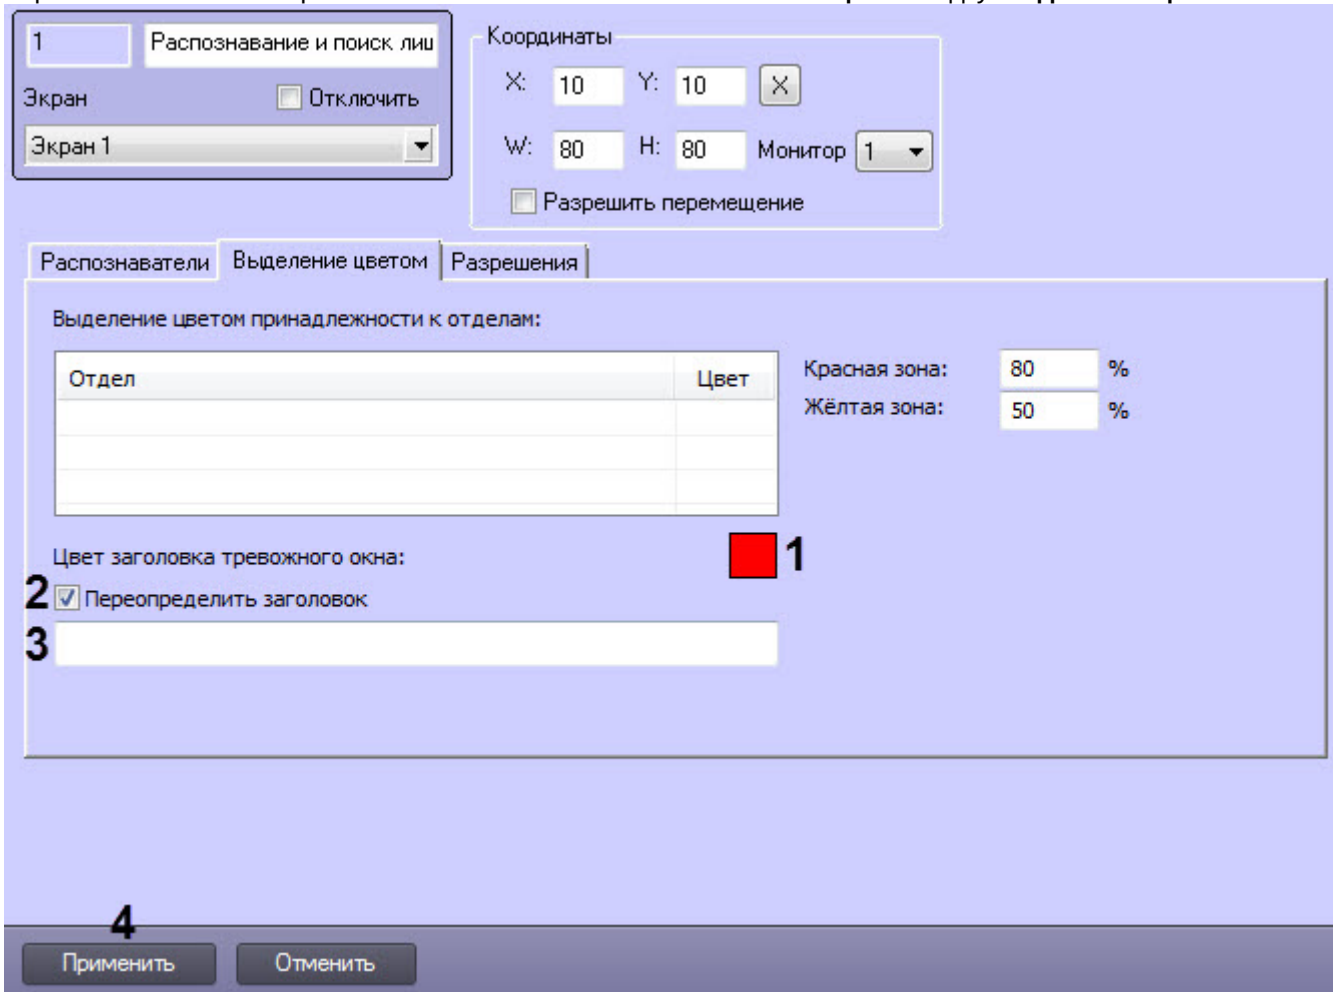 1 Распознавание и поиск лиц
Экран Отключить
Экран 1
Координаты
X: 10 Y: 10 X
W: 80 H: 80 Монитор 1
Разрешить перемещение
Распознаватели Выделение цветом Разрешения
Выделение цветом принадлежности к отделам:
Отдел Цвет
Красная зона: 80 %
Жёлтая зона: 50 %
Цвет заголовка тревожного окна: 1
2 Переопределить заголовок
3
4
Применить Отменить